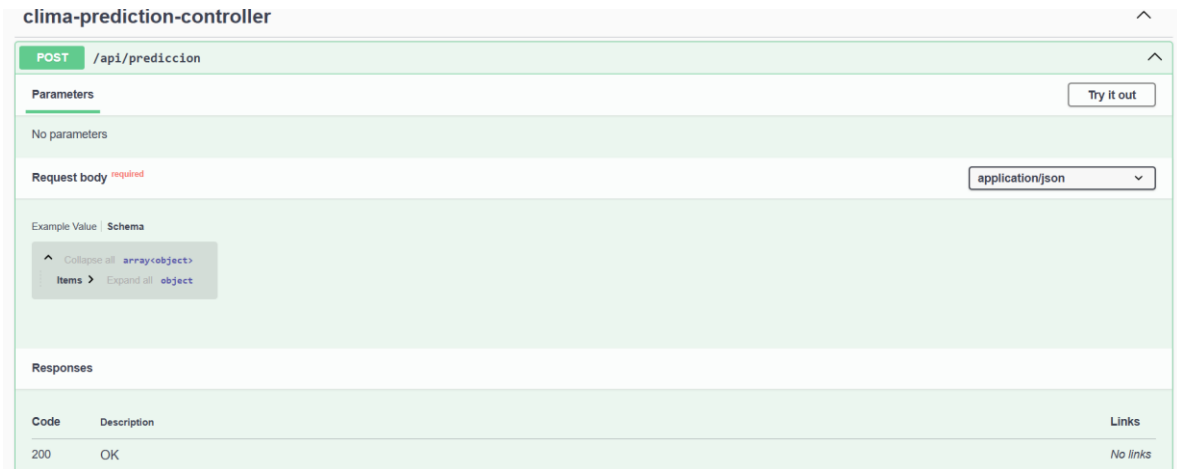 clima-prediction-controller
POST /api/prediccion
Parameters Try it out
No parameters
Request body required application/json
Example Value Schema
Collapse all array<object>
Items Expand all object
Responses
Code Description Links
200 OK No links